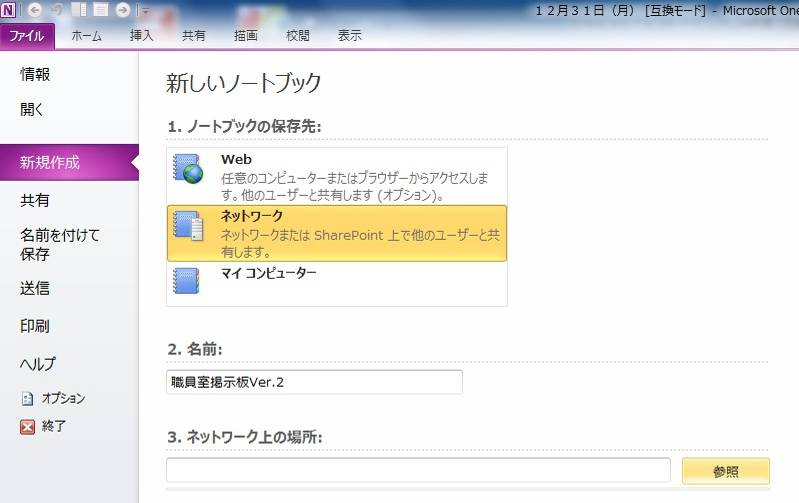 １２月３１日（月） [互換モード] - Microsoft One
ファイル ホーム 挿入 共有 描画 校閲 表示
情報
開く
新規作成
共有
名前を付けて
保存
送信
印刷
ヘルプ
オプション
終了
新しいノートブック
1. ノートブックの保存先:
Web
任意のコンピューターまたはブラウザーからアクセスしま
す。他のユーザーと共有します (オプション)。
ネットワーク
ネットワークまたは SharePoint 上で他のユーザーと共
有します。
マイ コンピューター
2. 名前:
職員室掲示板Ver.2
3. ネットワーク上の場所:
参照